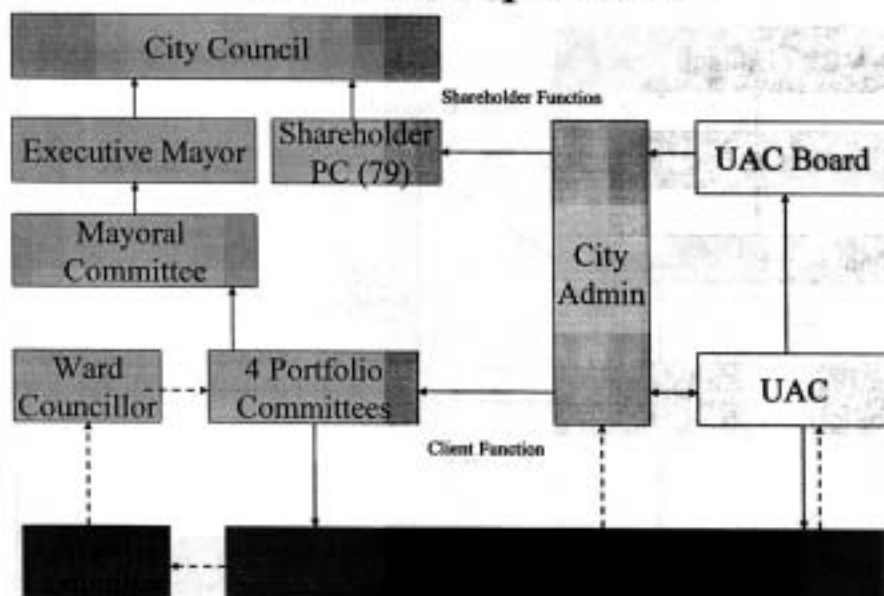 City Council
Shareholder Function
Executive Mayor
Shareholder
PC (79)
UAC Board
Mayoral
Committee
City
Admin
Ward
Councillor
4 Portfolio
Committees
UAC
Client Function